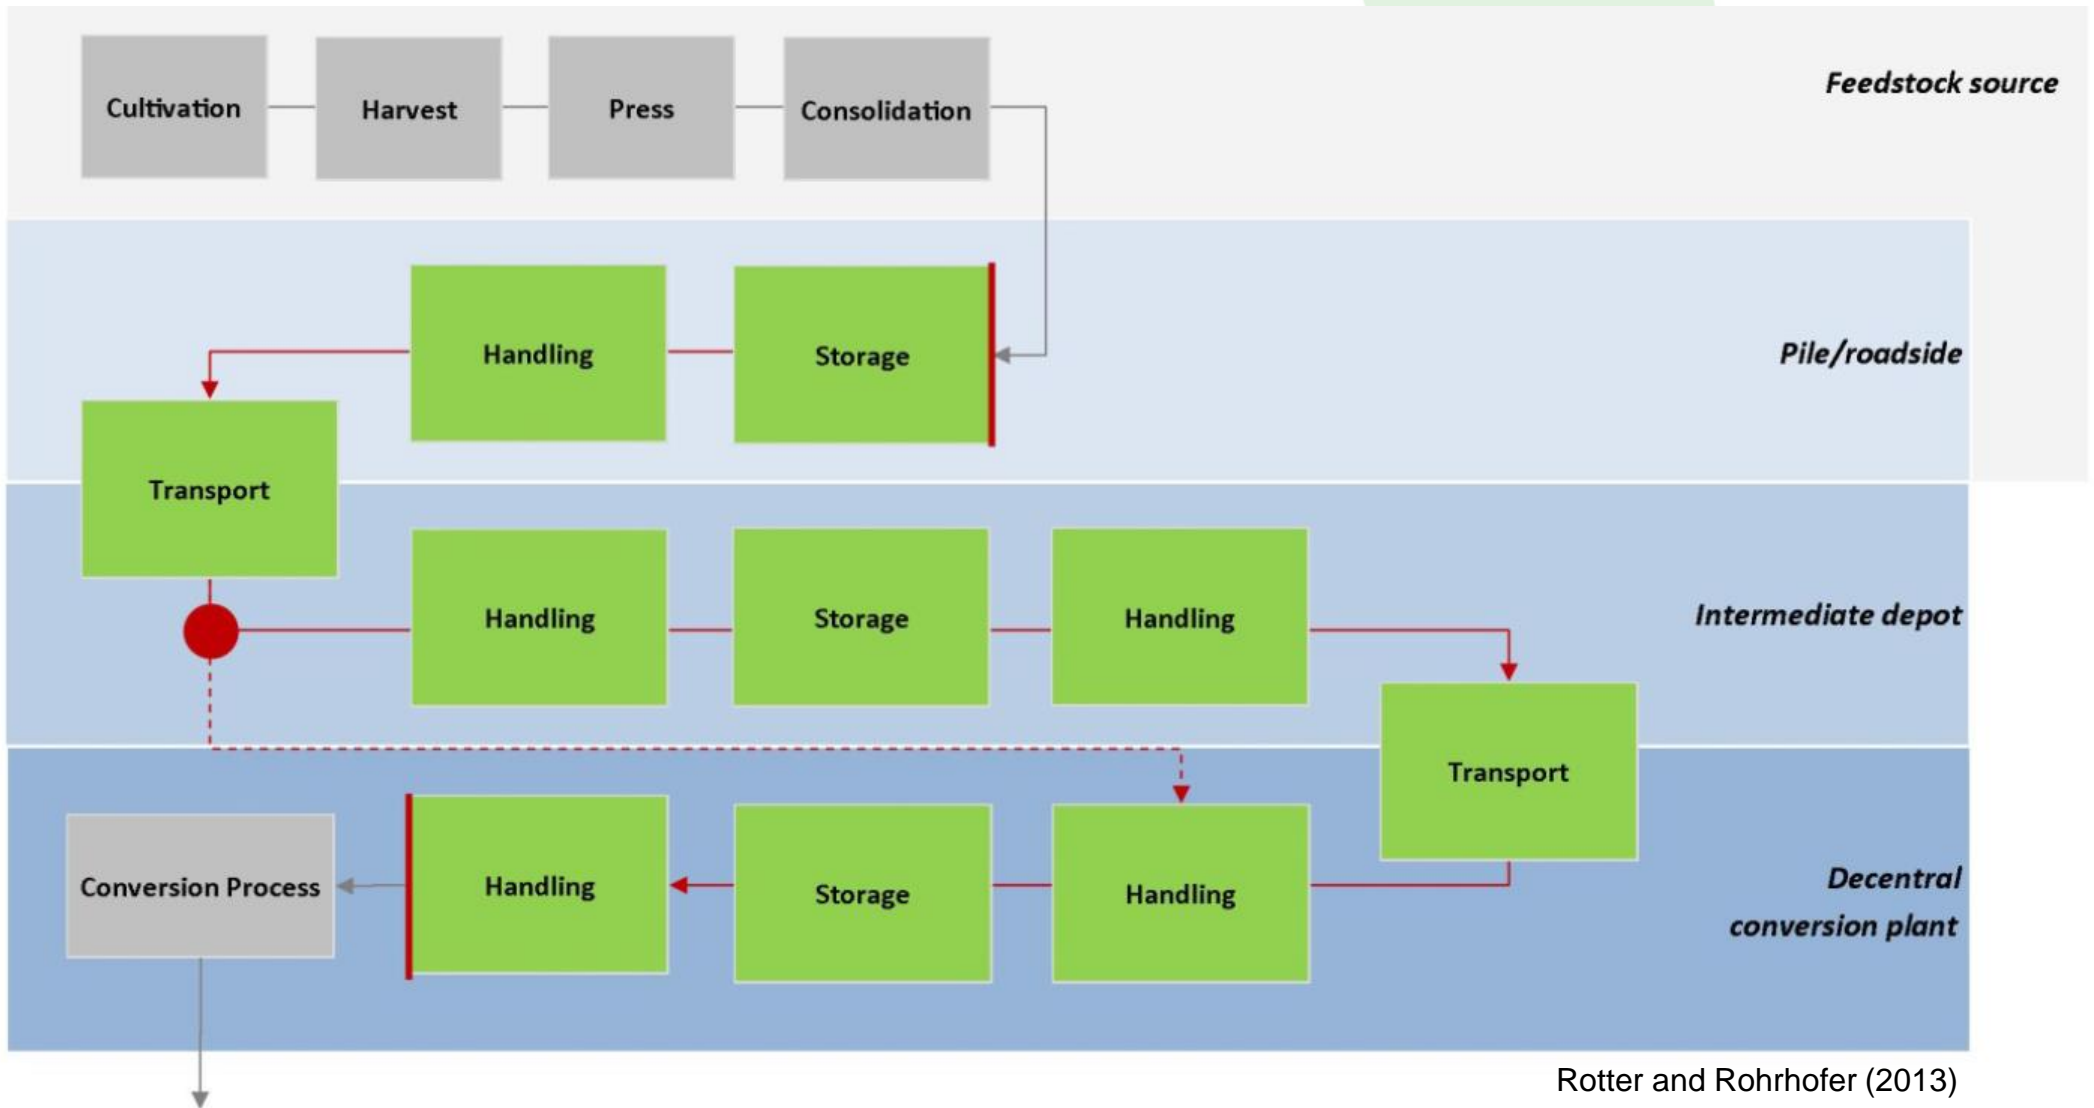 Feedstock source
Cultivation
Harvest
Press
Consolidation
Handling
Storage
Pile/roadside
Transport
Handling
Storage
Handling
Intermediate depot
Transport
Conversion Process
Handling
Storage
Handling
Decentral
conversion plant
Rotter and Rohrhofer (2013)